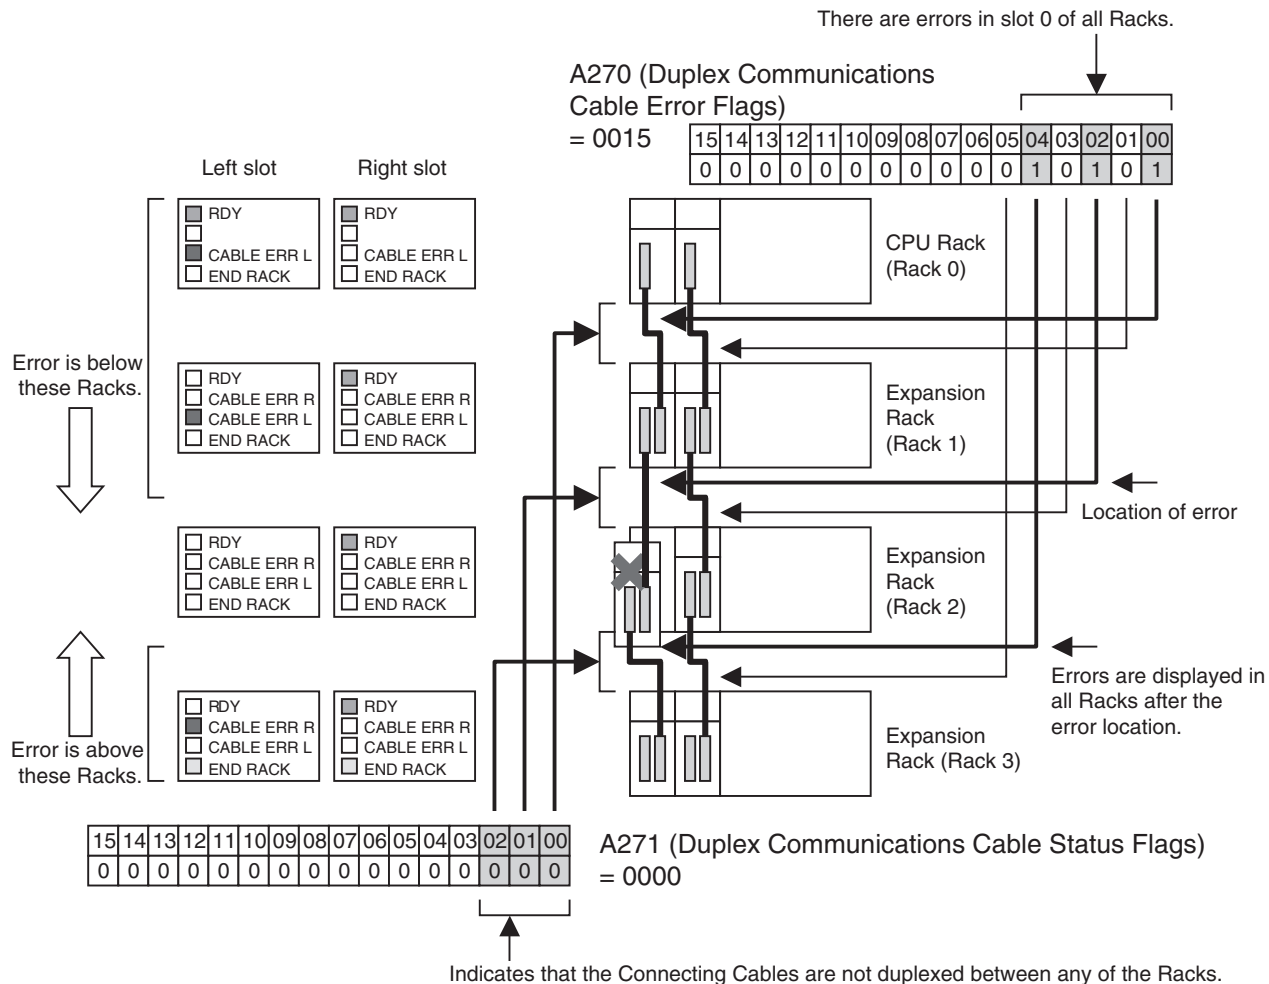 There are errors in slot 0 of all Racks.
A270 (Duplex Communications
Cable Error Flags)
= 0015
15 14 13 12 11 10 09 08 07 06 05 04 03 02 01 00
0 0 0 0 0 0 0 0 0 0 0 1 0 1 0 1
Left slot
Right slot
RDY
CABLE ERR L
END RACK
RDY
CABLE ERR L
END RACK
CPU Rack
(Rack 0)
Error is below
these Racks.
RDY
CABLE ERR R
CABLE ERR L
END RACK
RDY
CABLE ERR R
CABLE ERR L
END RACK
Expansion
Rack
(Rack 1)
Location of error
RDY
CABLE ERR R
CABLE ERR L
END RACK
RDY
CABLE ERR R
CABLE ERR L
END RACK
Expansion
Rack
(Rack 2)
Errors are displayed in
all Racks after the
error location.
Error is above
these Racks.
RDY
CABLE ERR R
CABLE ERR L
END RACK
RDY
CABLE ERR R
CABLE ERR L
END RACK
Expansion
Rack (Rack 3)
15 14 13 12 11 10 09 08 07 06 05 04 03 02 01 00
0 0 0 0 0 0 0 0 0 0 0 0 0 0 0 0
A271 (Duplex Communications Cable Status Flags)
= 0000
Indicates that the Connecting Cables are not duplexed between any of the Racks.